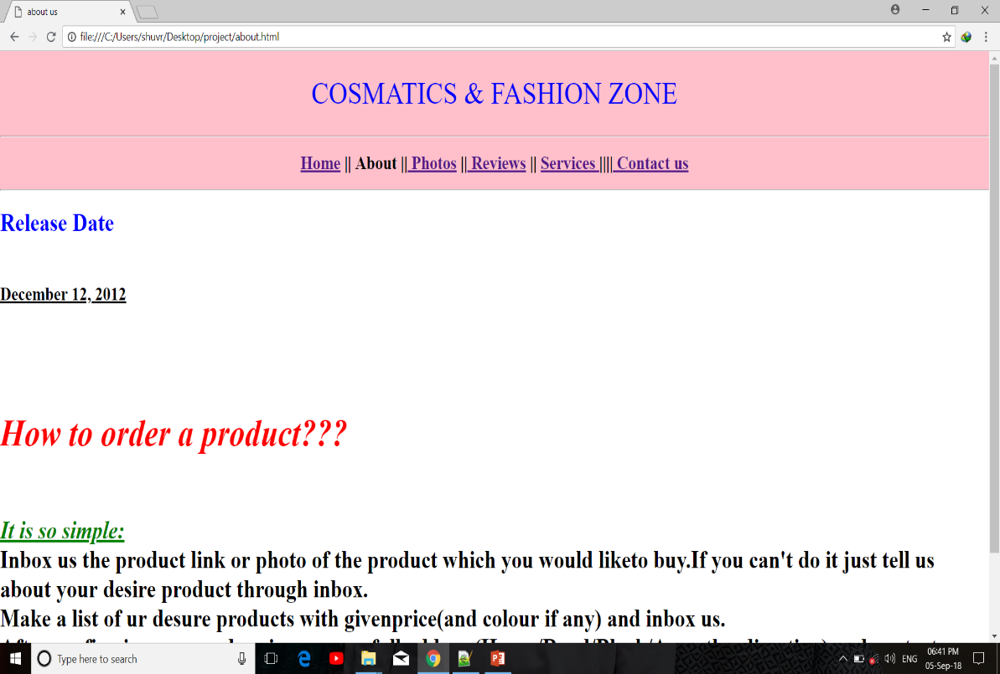 about us
file:///C:/Users/shuvr/Desktop/project/about.html
COSMATICS & FASHION ZONE
Home || About || Photos || Reviews || Services |||| Contact us
Release Date
December 12, 2012
How to order a product???
It is so simple:
Inbox us the product link or photo of the product which you would liketo buy.If you can't do it just tell us
about your desire product through inbox.
Make a list of ur desure products with givenprice(and colour if any) and inbox us.
Type here to search
ENG
06:41 PM
05-Sep-18